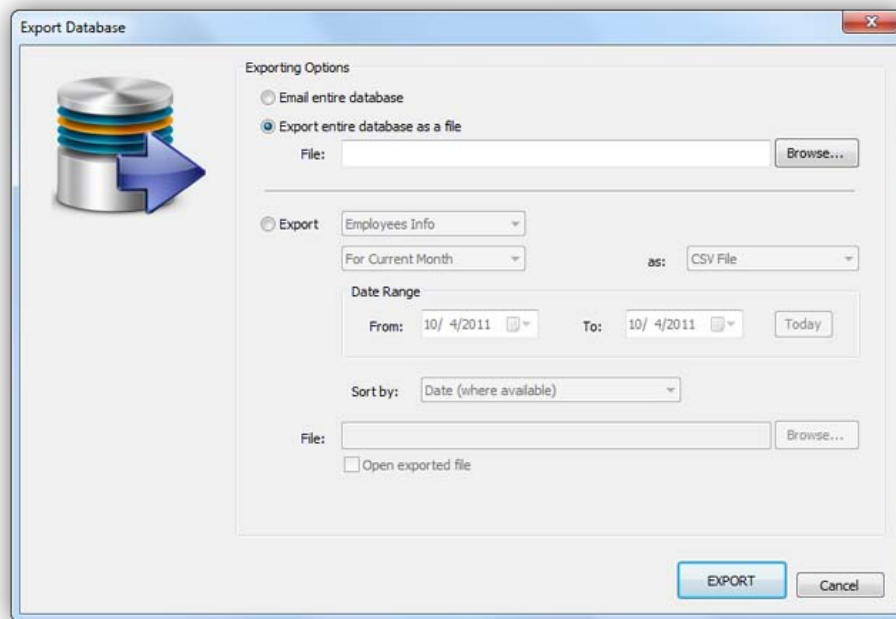 Export Database
Exporting Options
Email entire database
Export entire database as a file
File:
Browse...
Export
Employees Info
For Current Month
as:
CSV File
Date Range
From:
10/ 4/2011
To:
10/ 4/2011
Today
Sort by:
Date (where available)
File:
Browse...
Open exported file
EXPORT
Cancel